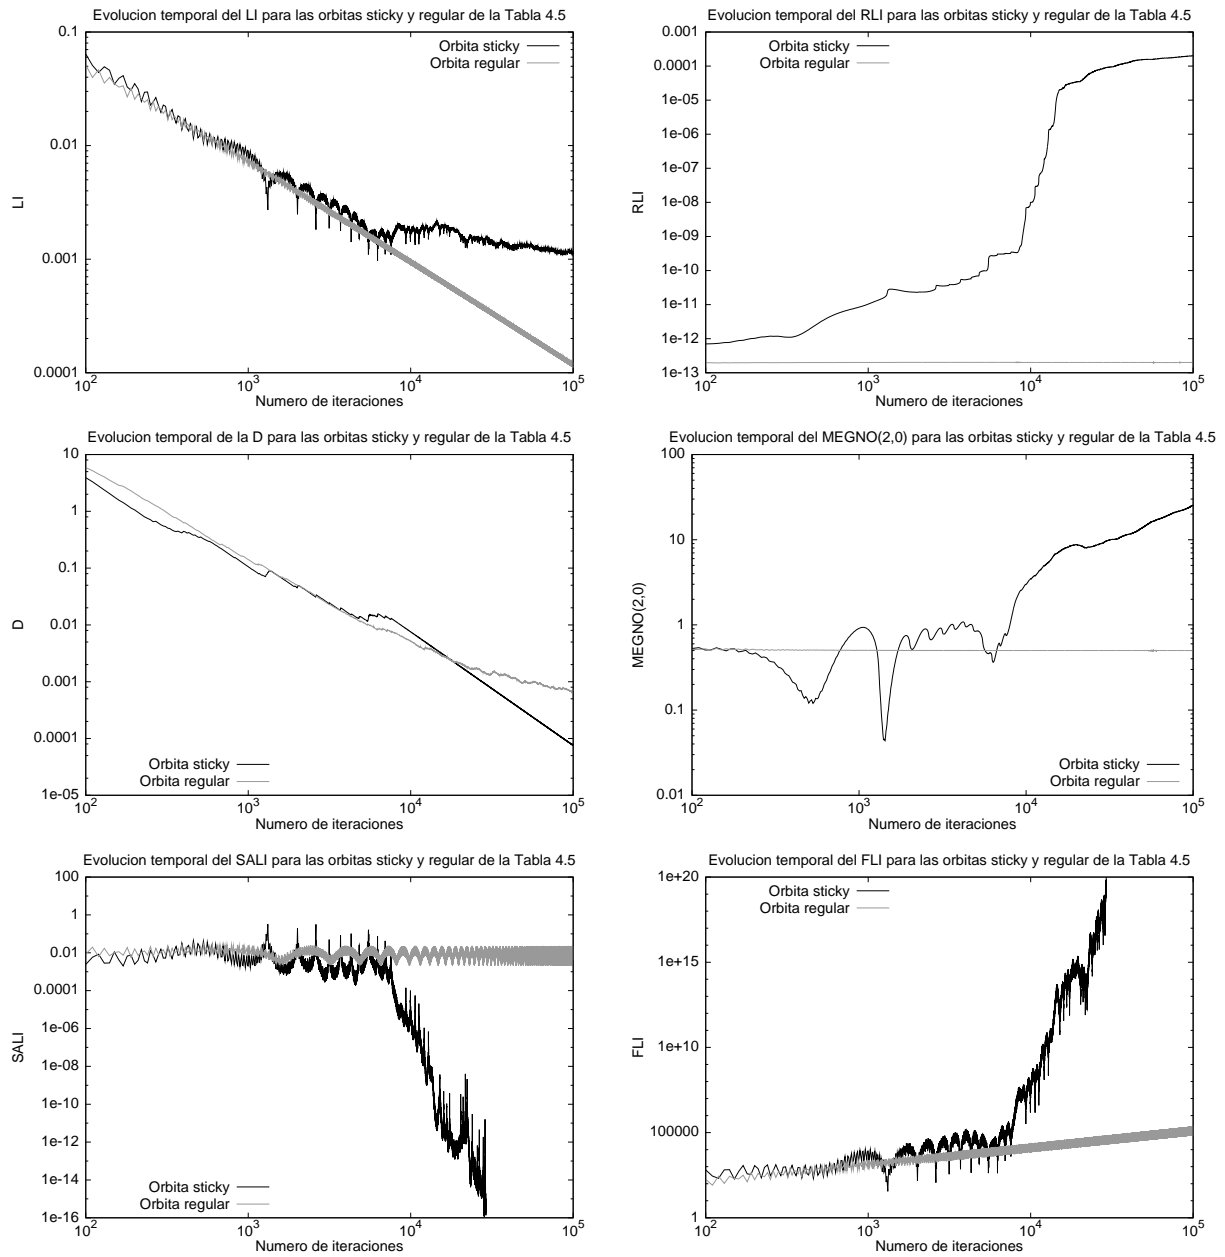 Evolucion temporal del LI para las orbitas sticky y regular de la Tabla 4.5
0.1
0.01
0.001
0.0001
LI
Orbita sticky
Orbita regular
10^2
10^3
10^4
10^5
Numero de iteraciones
Evolucion temporal del RLI para las orbitas sticky y regular de la Tabla 4.5
0.001
0.0001
1e-05
1e-06
1e-07
1e-08
1e-09
1e-10
1e-11
1e-12
1e-13
RLI
Orbita sticky
Orbita regular
10^2
10^3
10^4
10^5
Numero de iteraciones
Evolucion temporal de la D para las orbitas sticky y regular de la Tabla 4.5
10
1
0.1
0.01
0.001
0.0001
1e-05
D
Orbita sticky
Orbita regular
10^2
10^3
10^4
10^5
Numero de iteraciones
Evolucion temporal del MEGNO(2,0) para las orbitas sticky y regular de la Tabla 4.5
100
10
1
0.1
0.01
MEGNO(2,0)
Orbita sticky
Orbita regular
10^2
10^3
10^4
10^5
Numero de iteraciones
Evolucion temporal del SALI para las orbitas sticky y regular de la Tabla 4.5
100
1
0.01
0.0001
1e-06
1e-08
1e-10
1e-12
1e-14
1e-16
SALI
Orbita sticky
Orbita regular
10^2
10^3
10^4
10^5
Numero de iteraciones
Evolucion temporal del FLI para las orbitas sticky y regular de la Tabla 4.5
1e+20
1e+15
1e+10
100000
1
FLI
Orbita sticky
Orbita regular
10^2
10^3
10^4
10^5
Numero de iteraciones